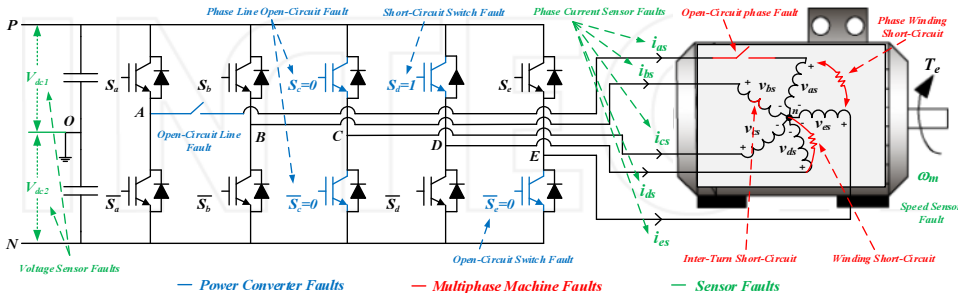 Phase Line Open-Circuit Fault
Short-Circuit Switch Fault
Phase Current Sensor Faults
Open-Circuit phase Fault
Phase Winding
Short-Circuit
P
V_dc1
O
V_dc2
N
S_a
S_b
S_c=0
S_d=1
S_e
A
B
C
D
E
Open-Circuit Line
Fault
S̅_a
S̅_b
S̅_c=0
S̅_d
S̅_e=0
i_as
i_bs
i_cs
i_ds
i_es
v_as
v_bs
v_cs
v_ds
v_es
n
+
-
+
-
+
-
+
-
+
-
T_e
ω_m
Speed Sensor
Fault
Voltage Sensor Faults
Open-Circuit Switch Fault
Inter-Turn Short-Circuit
Winding Short-Circuit
Power Converter Faults
Multiphase Machine Faults
Sensor Faults